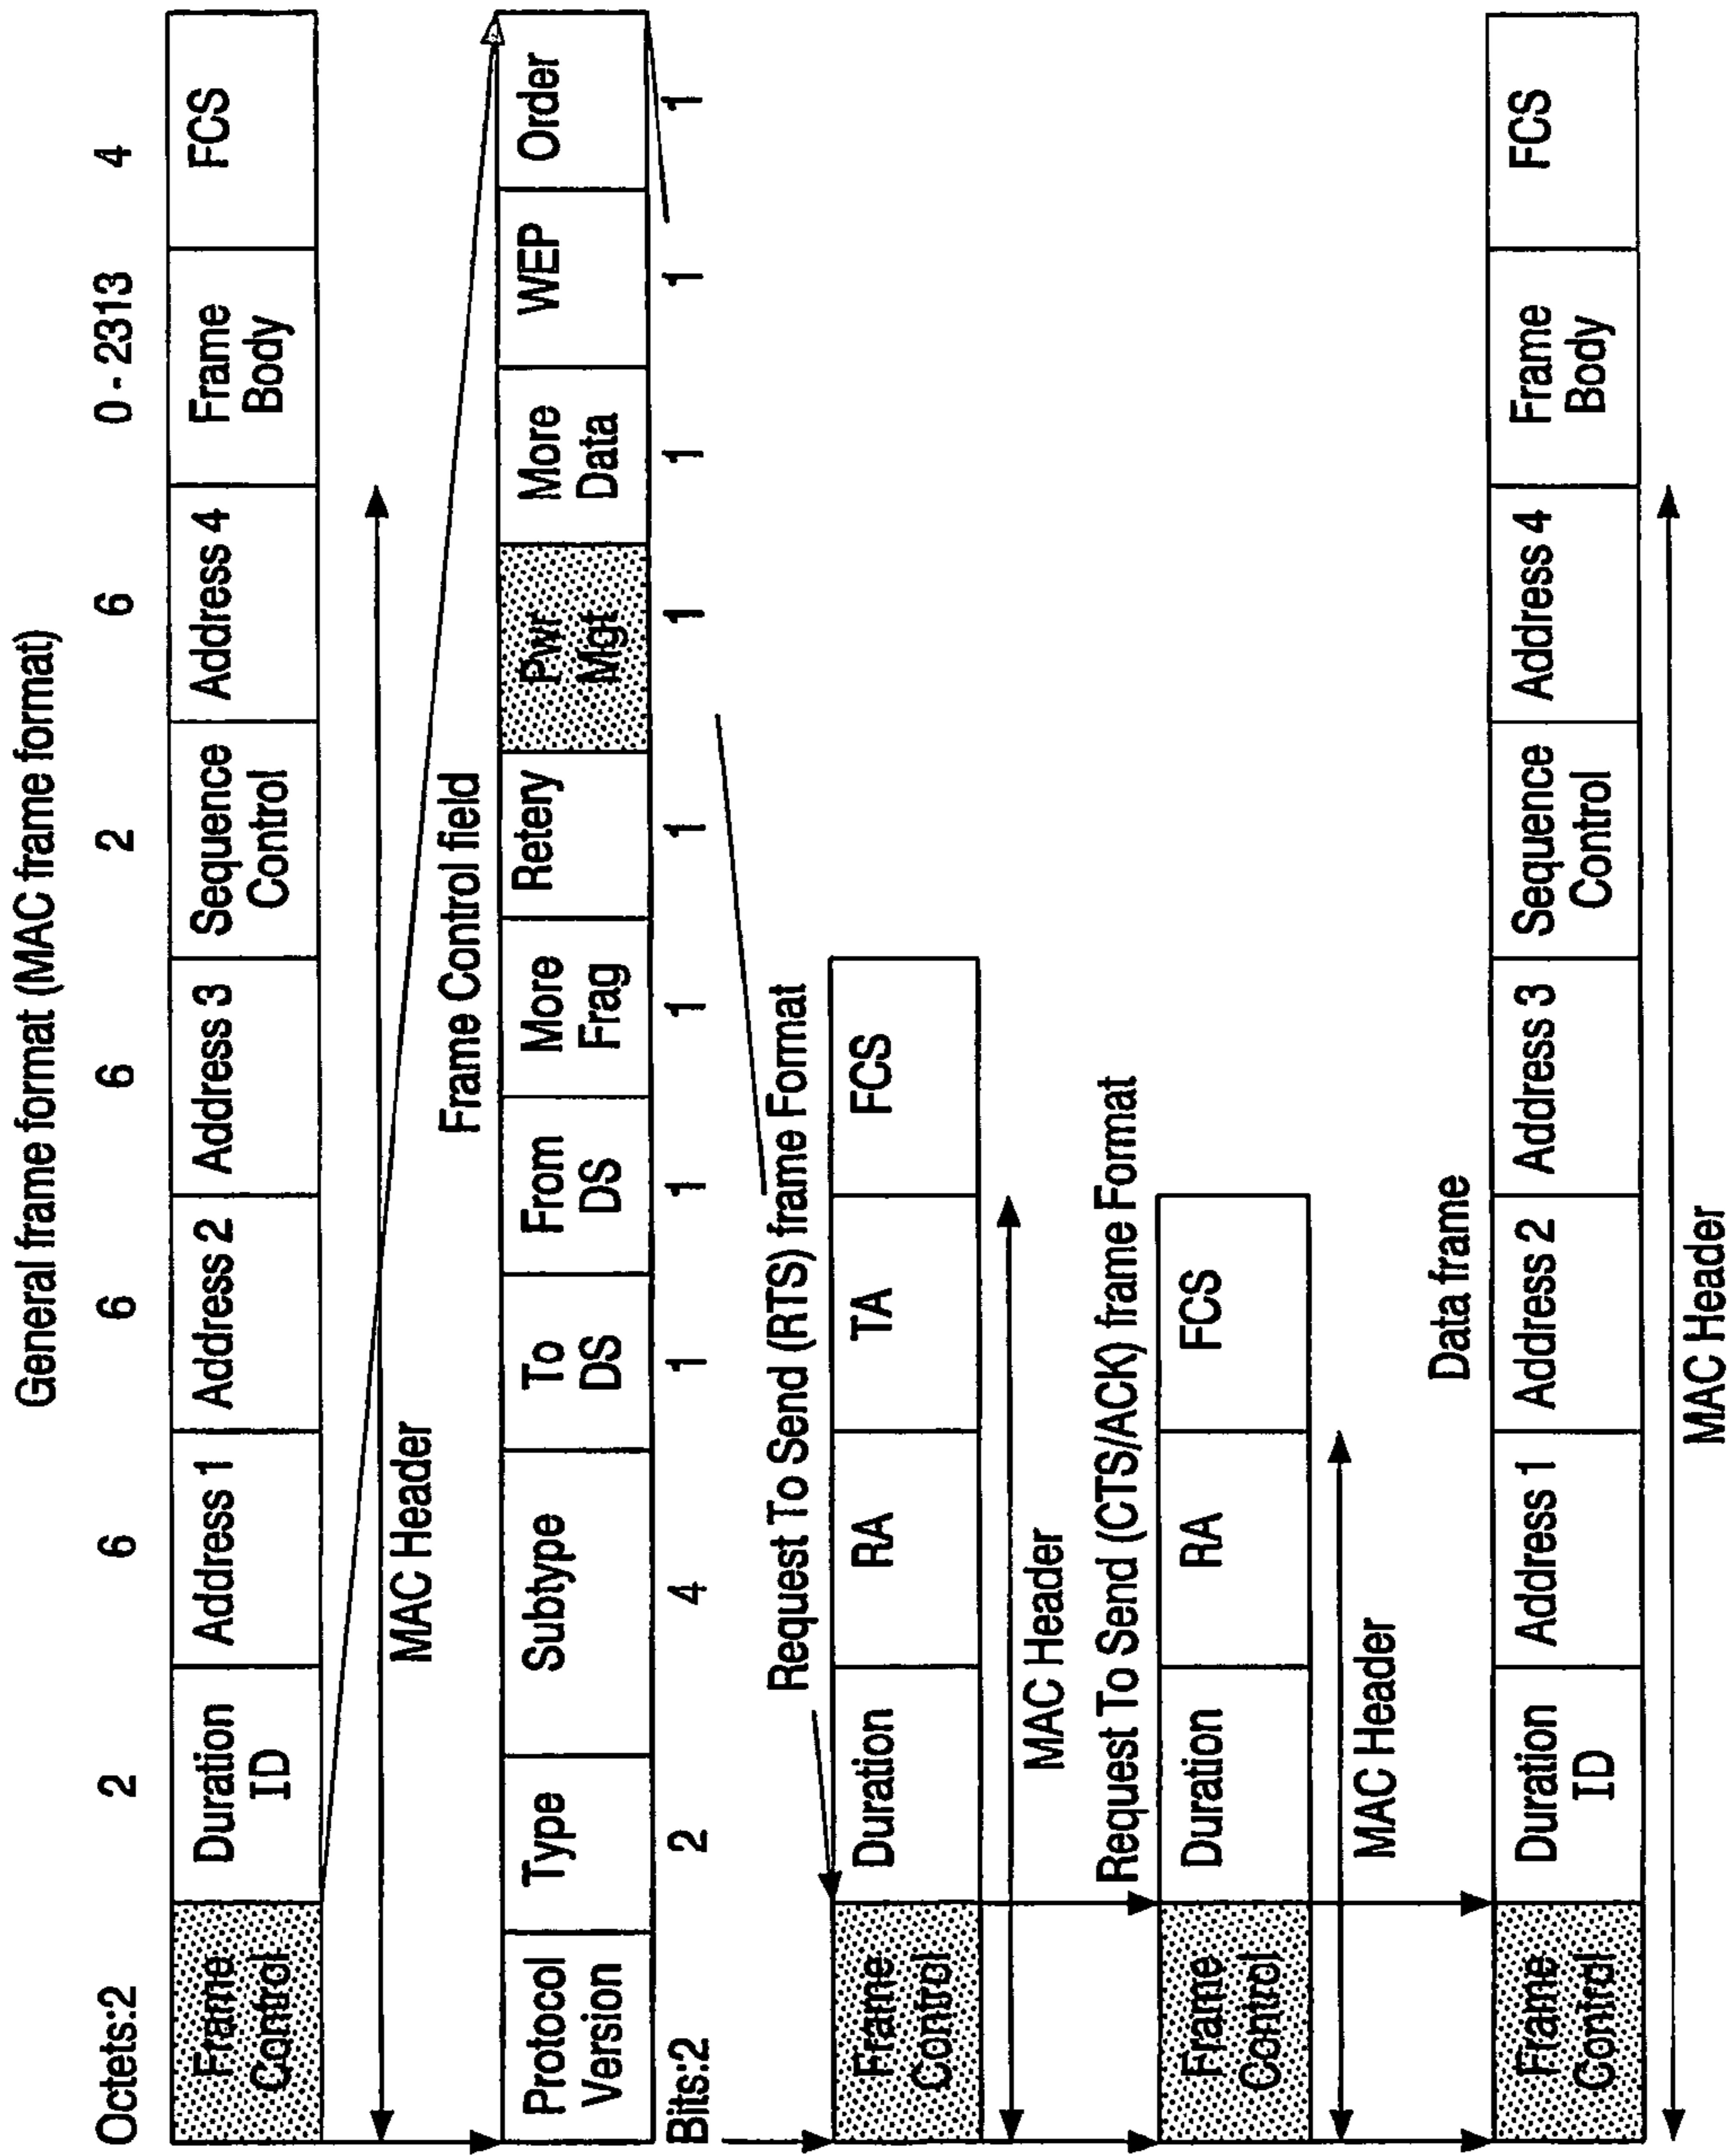 General frame format (MAC frame format)
Octets:2 2 6 6 6 2 6 0 - 2313 4
Frame Control
Duration ID
Address 1
Address 2
Address 3
Sequence Control
Address 4
Frame Body
FCS
MAC Header
Frame Control field
Protocol Version
Type
Subtype
To DS
From DS
More Frag
Retery
Pwr Mgt
More Data
WEP
Order
Bits:2 2 4 1 1 1 1 1 1 1 1
Request To Send (RTS) frame Format
Frame Control
Duration
RA
TA
FCS
MAC Header
Request To Send (CTS/ACK) frame Format
Frame Control
Duration
RA
FCS
MAC Header
Data frame
Frame Control
Duration ID
Address 1
Address 2
Address 3
Sequence Control
Address 4
Frame Body
FCS
MAC Header